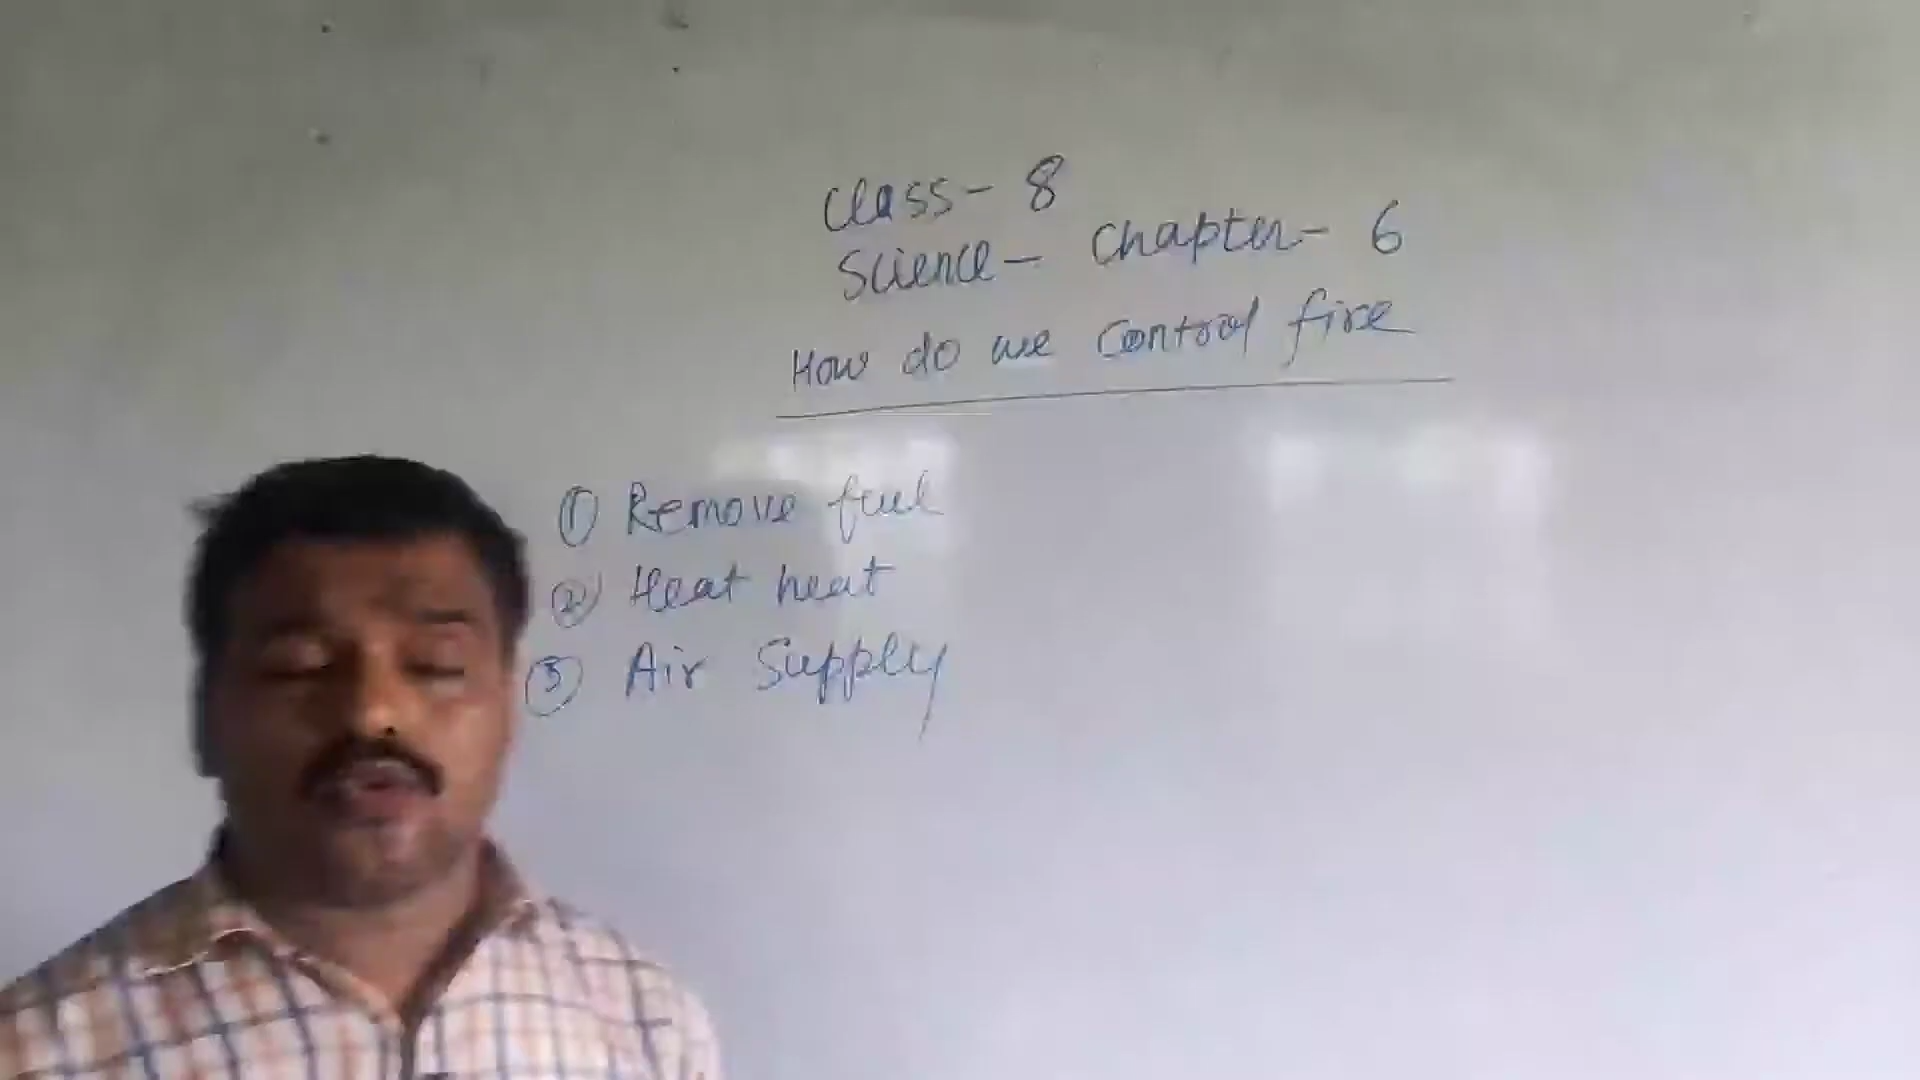 Class- 8
Science- Chapter- 6
How do we control fire
① Remove fuel
② Heat heat
③ Air Supply